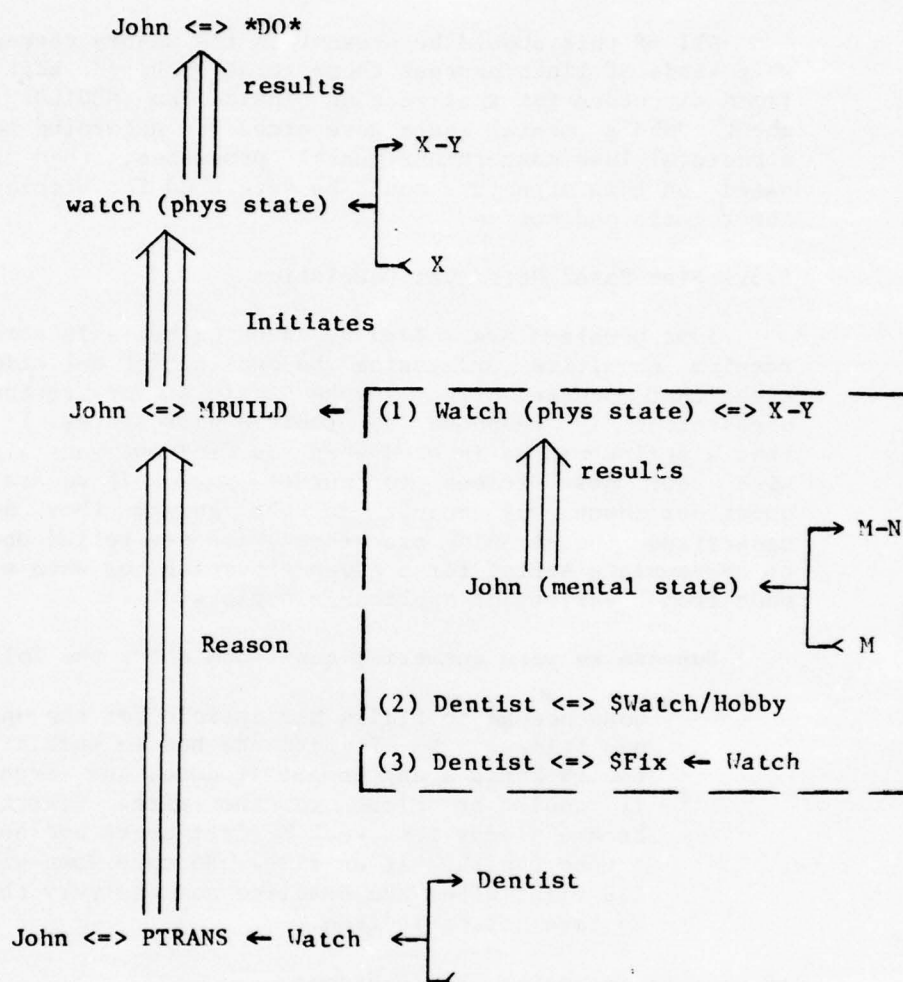 John <=> *DO*
results
X-Y
watch (phys state)
X
Initiates
John <=> MBUILD
(1) Watch (phys state) <=> X-Y
results
M-N
John (mental state)
Reason
M
(2) Dentist <=> $Watch/Hobby
(3) Dentist <=> $Fix ← Watch
Dentist
John <=> PTRANS ← Watch